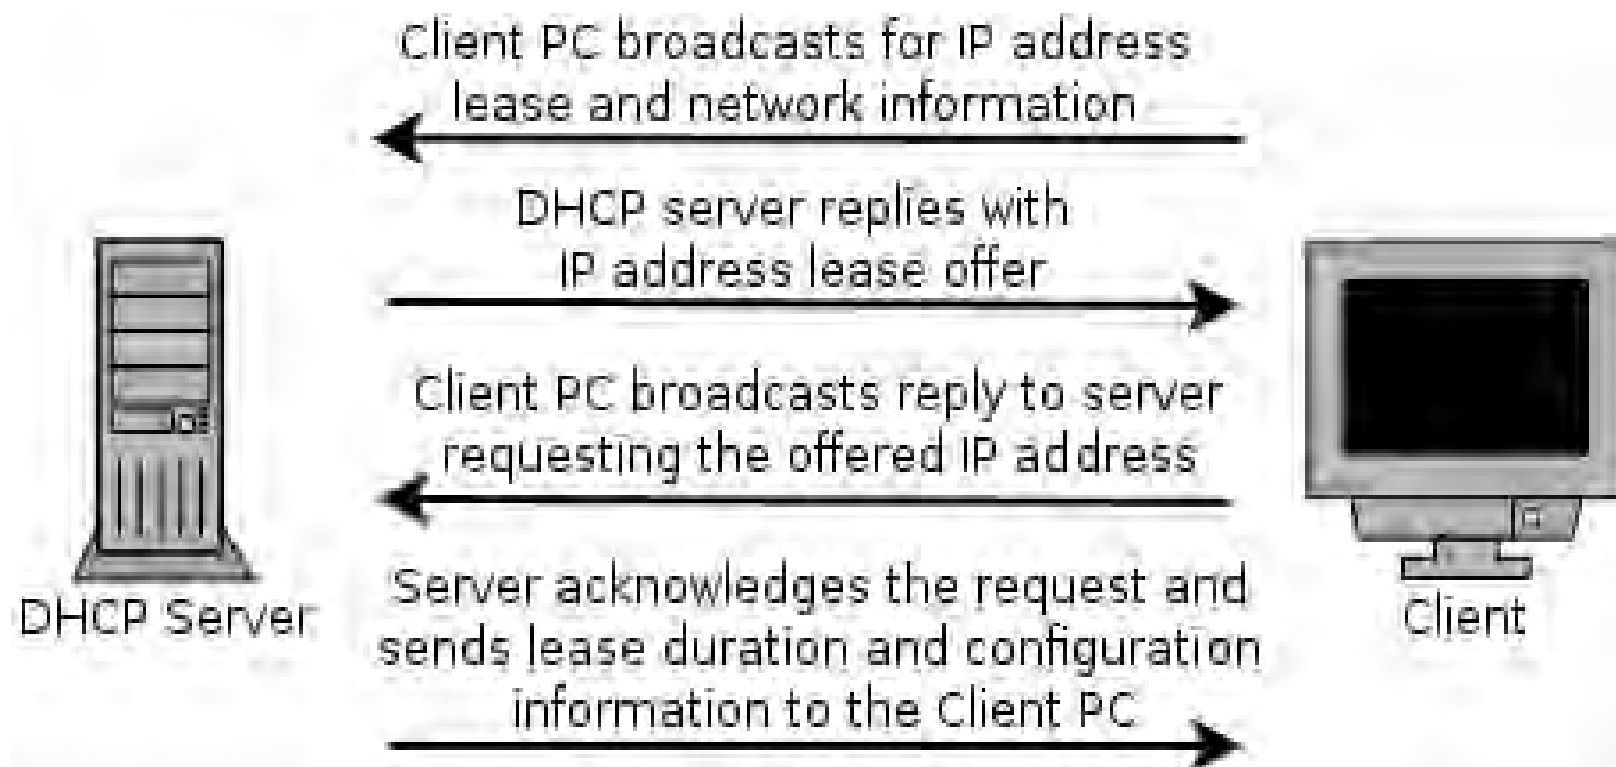 Client PC broadcasts for IP address
lease and network information
DHCP server replies with
IP address lease offer
Client PC broadcasts reply to server
requesting the offered IP address
Server acknowledges the request and
sends lease duration and configuration
information to the Client PC
DHCP Server
Client